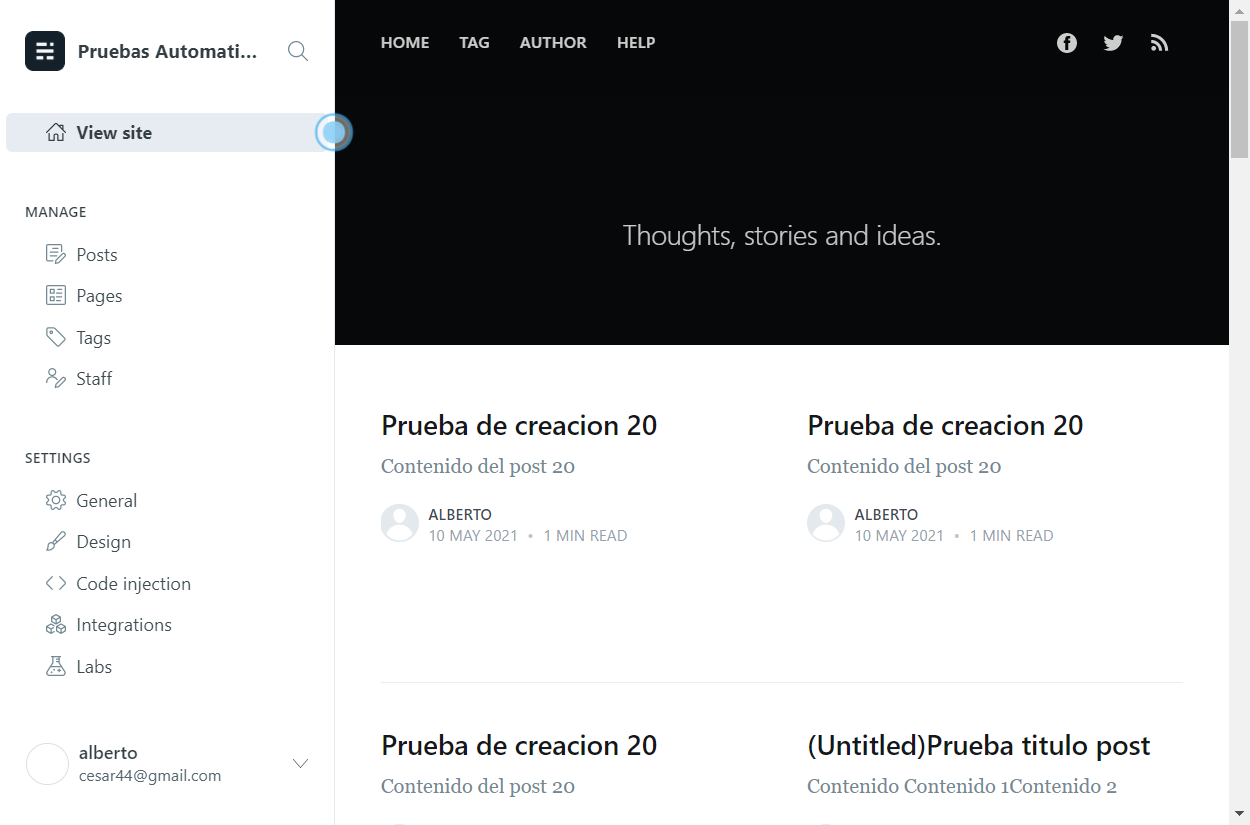 Pruebas Automati...
View site
MANAGE
Posts
Pages
Tags
Staff
SETTINGS
General
Design
Code injection
Integrations
Labs
alberto
cesar44@gmail.com
HOME TAG AUTHOR HELP
Thoughts, stories and ideas.
Prueba de creacion 20
Contenido del post 20
ALBERTO
10 MAY 2021 • 1 MIN READ
Prueba de creacion 20
Contenido del post 20
ALBERTO
10 MAY 2021 • 1 MIN READ
Prueba de creacion 20
Contenido del post 20
(Untitled)Prueba titulo post
Contenido Contenido 1Contenido 2